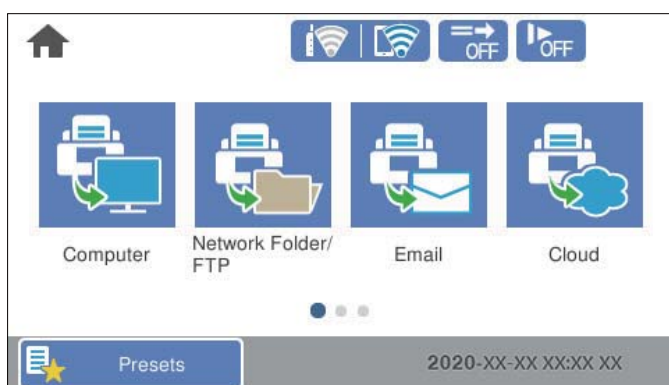 OFF
OFF
Computer
Network Folder/
FTP
Email
Cloud
Presets
2020-XX-XX XX:XX XX